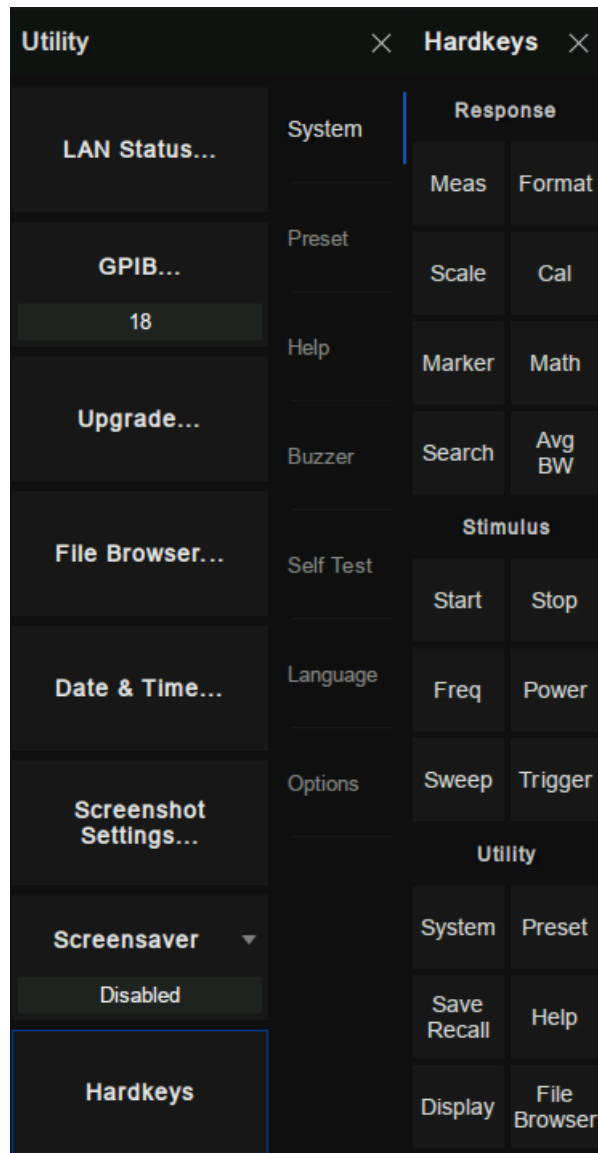 Utility
LAN Status...
GPIB...
18
Upgrade...
File Browser...
Date & Time...
Screenshot
Settings...
Screensaver
Disabled
Hardkeys
System
Preset
Help
Buzzer
Self Test
Language
Options
Hardkeys
Response
Meas Format
Scale Cal
Marker Math
Search Avg
BW
Stimulus
Start Stop
Freq Power
Sweep Trigger
Utility
System Preset
Save
Recall Help
Display File
Browser